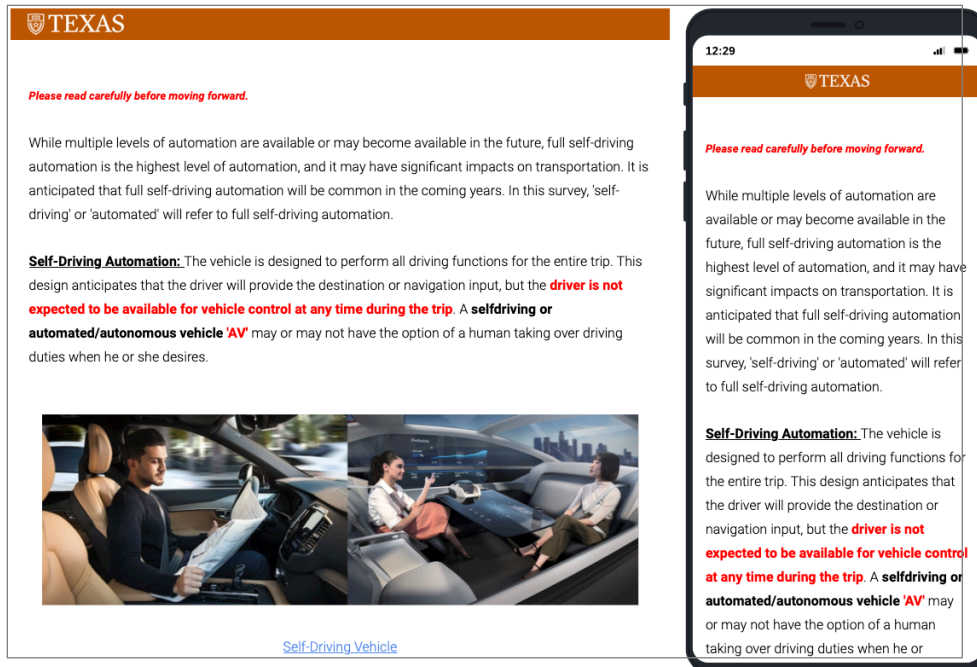 TEXAS
Please read carefully before moving forward.
While multiple levels of automation are available or may become available in the future, full self-driving
automation is the highest level of automation, and it may have significant impacts on transportation. It is
anticipated that full self-driving automation will be common in the coming years. In this survey, 'self-
driving' or 'automated' will refer to full self-driving automation.
Self-Driving Automation: The vehicle is designed to perform all driving functions for the entire trip. This
design anticipates that the driver will provide the destination or navigation input, but the driver is not
expected to be available for vehicle control at any time during the trip. A selfdriving or
automated/autonomous vehicle 'AV' may or may not have the option of a human taking over driving
duties when he or she desires.
Self-Driving Vehicle
12:29
TEXAS
Please read carefully before moving forward.
While multiple levels of automation are
available or may become available in the
future, full self-driving automation is the
highest level of automation, and it may have
significant impacts on transportation. It is
anticipated that full self-driving automation
will be common in the coming years. In this
survey, 'self-driving' or 'automated' will refer
to full self-driving automation.
Self-Driving Automation: The vehicle is
designed to perform all driving functions for
the entire trip. This design anticipates that
the driver will provide the destination or
navigation input, but the driver is not
expected to be available for vehicle control
at any time during the trip. A selfdriving or
automated/autonomous vehicle 'AV' may
or may not have the option of a human
taking over driving duties when he or